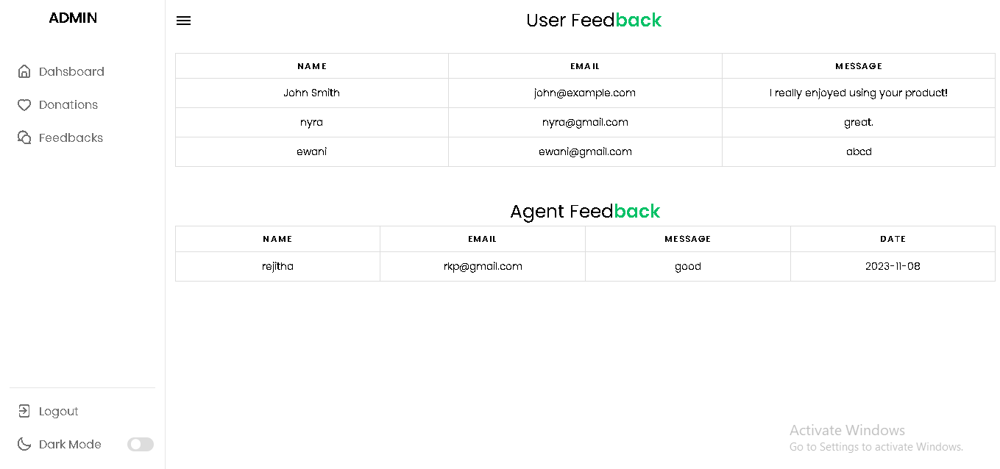 ADMIN
Dahsboard
Donations
Feedbacks
Logout
Dark Mode
User Feedback
NAME EMAIL MESSAGE
John Smith john@example.com I really enjoyed using your product!
nyra nyra@gmail.com great.
ewani ewani@gmail.com abcd
Agent Feedback
NAME EMAIL MESSAGE DATE
rejitha rkp@gmail.com good 2023-11-08
Activate Windows
Go to Settings to activate Windows.